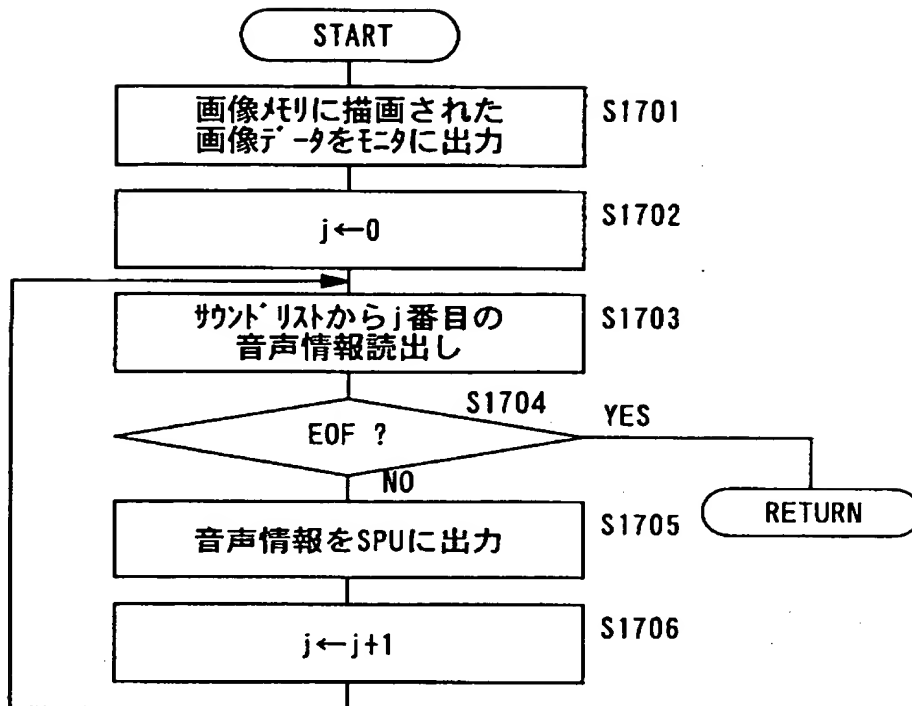 START
画像ﾒﾓﾘに描画された
画像ﾃﾞｰﾀをﾓﾆﾀに出力
S1701
j←0
S1702
ｻｳﾝﾄﾞﾘｽﾄからj番目の
音声情報読出し
S1703
S1704
EOF ?
YES
NO
RETURN
音声情報をSPUに出力
S1705
j←j+1
S1706